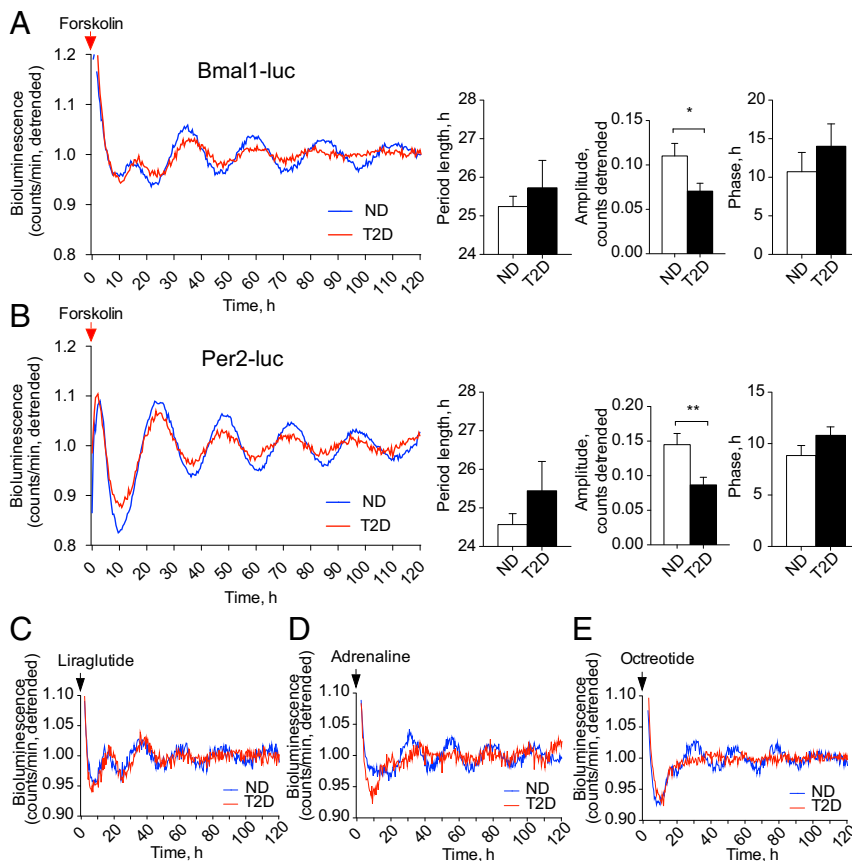 A
Forskolin
Bmal1-luc
Bioluminescence
(counts/min, detrended)
1.2
1.1
1.0
0.9
0.8
ND
T2D
0 10 20 30 40 50 60 70 80 90 100 110 120
Time, h
Period length, h
28
27
26
25
24
ND T2D
Amplitude,
counts detrended
0.15
0.10
0.05
0.00
*
ND T2D
Phase, h
20
15
10
5
0
ND T2D
B
Forskolin
Per2-luc
Bioluminescence
(counts/min, detrended)
1.2
1.1
1.0
0.9
0.8
ND
T2D
0 10 20 30 40 50 60 70 80 90 100 110 120
Time, h
Period length, h
28
27
26
25
24
ND T2D
Amplitude,
counts detrended
0.20
0.15
0.10
0.05
0.00
**
ND T2D
Phase, h
15
10
5
0
ND T2D
C
Liraglutide
Bioluminescence
(counts/min, detrended)
1.10
1.05
1.00
0.95
0.90
ND
T2D
0 20 40 60 80 100 120
Time, h
D
Adrenaline
Bioluminescence
(counts/min, detrended)
1.10
1.05
1.00
0.95
0.90
ND
T2D
0 20 40 60 80 100 120
Time, h
E
Octreotide
Bioluminescence
(counts/min, detrended)
1.10
1.05
1.00
0.95
0.90
ND
T2D
0 20 40 60 80 100 120
Time, h